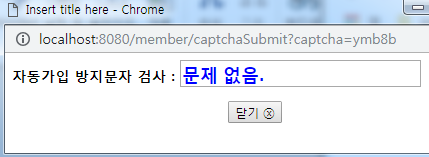 Insert title here - Chrome
localhost:8080/member/captchaSubmit?captcha=ymb8b
자동가입 방지문자 검사 : 문제 없음.
닫기 ⓧ